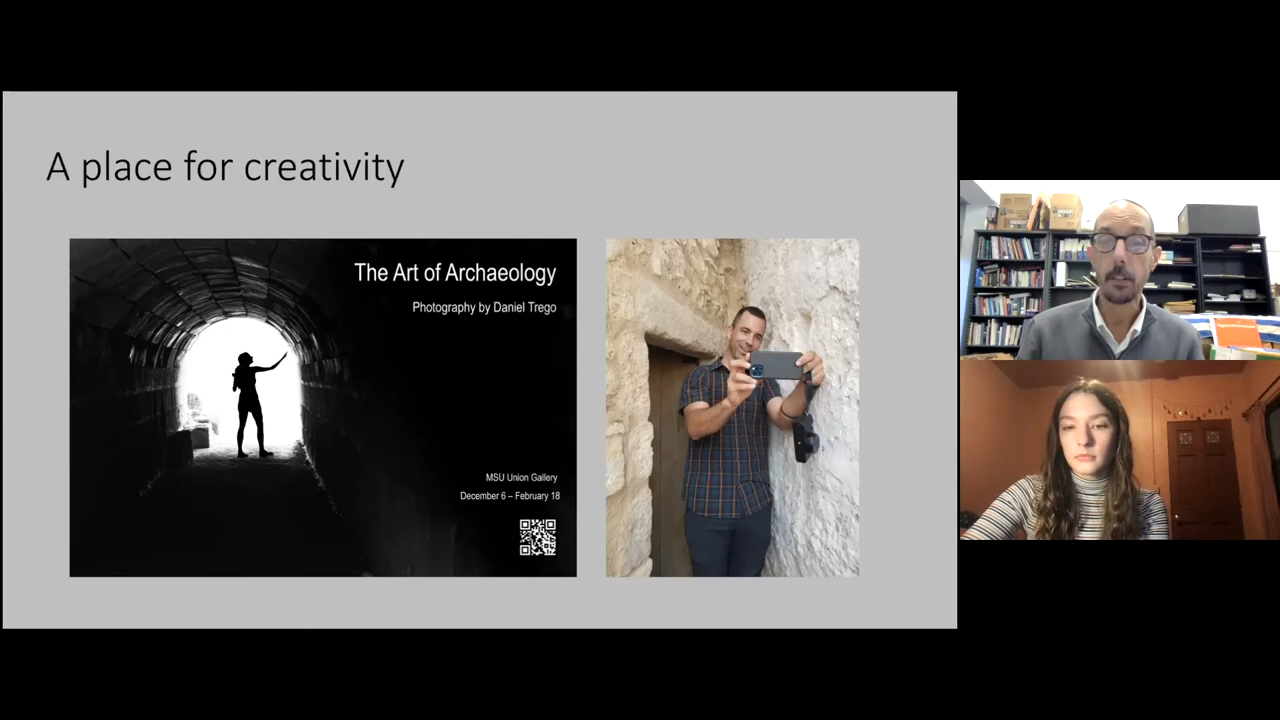 A place for creativity
The Art of Archaeology
Photography by Daniel Trego
MSU Union Gallery
December 6 – February 18